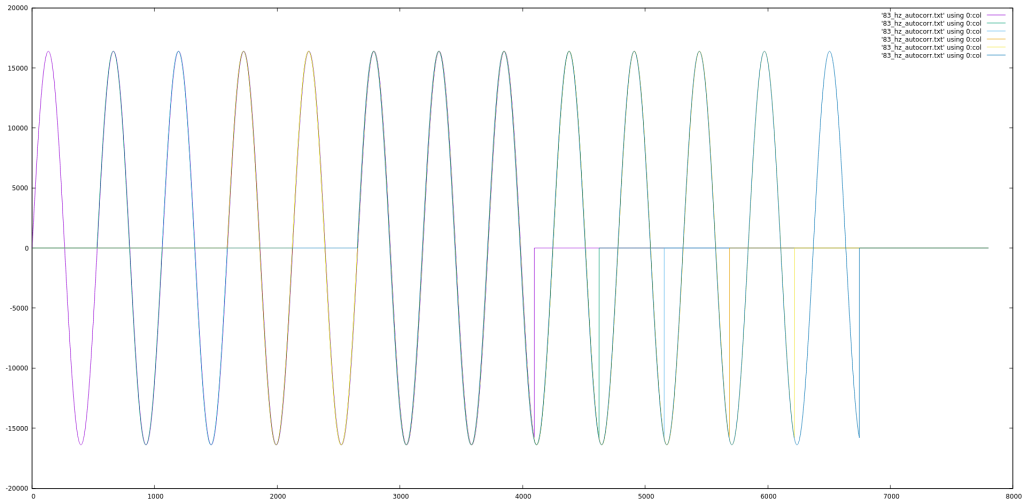 20000
15000
10000
5000
0
-5000
-10000
-15000
-20000
0 1000 2000 3000 4000 5000 6000 7000 8000
'83_hz_autocorr.txt' using 0:col
'83_hz_autocorr.txt' using 0:col
'83_hz_autocorr.txt' using 0:col
'83_hz_autocorr.txt' using 0:col
'83_hz_autocorr.txt' using 0:col
'83_hz_autocorr.txt' using 0:col